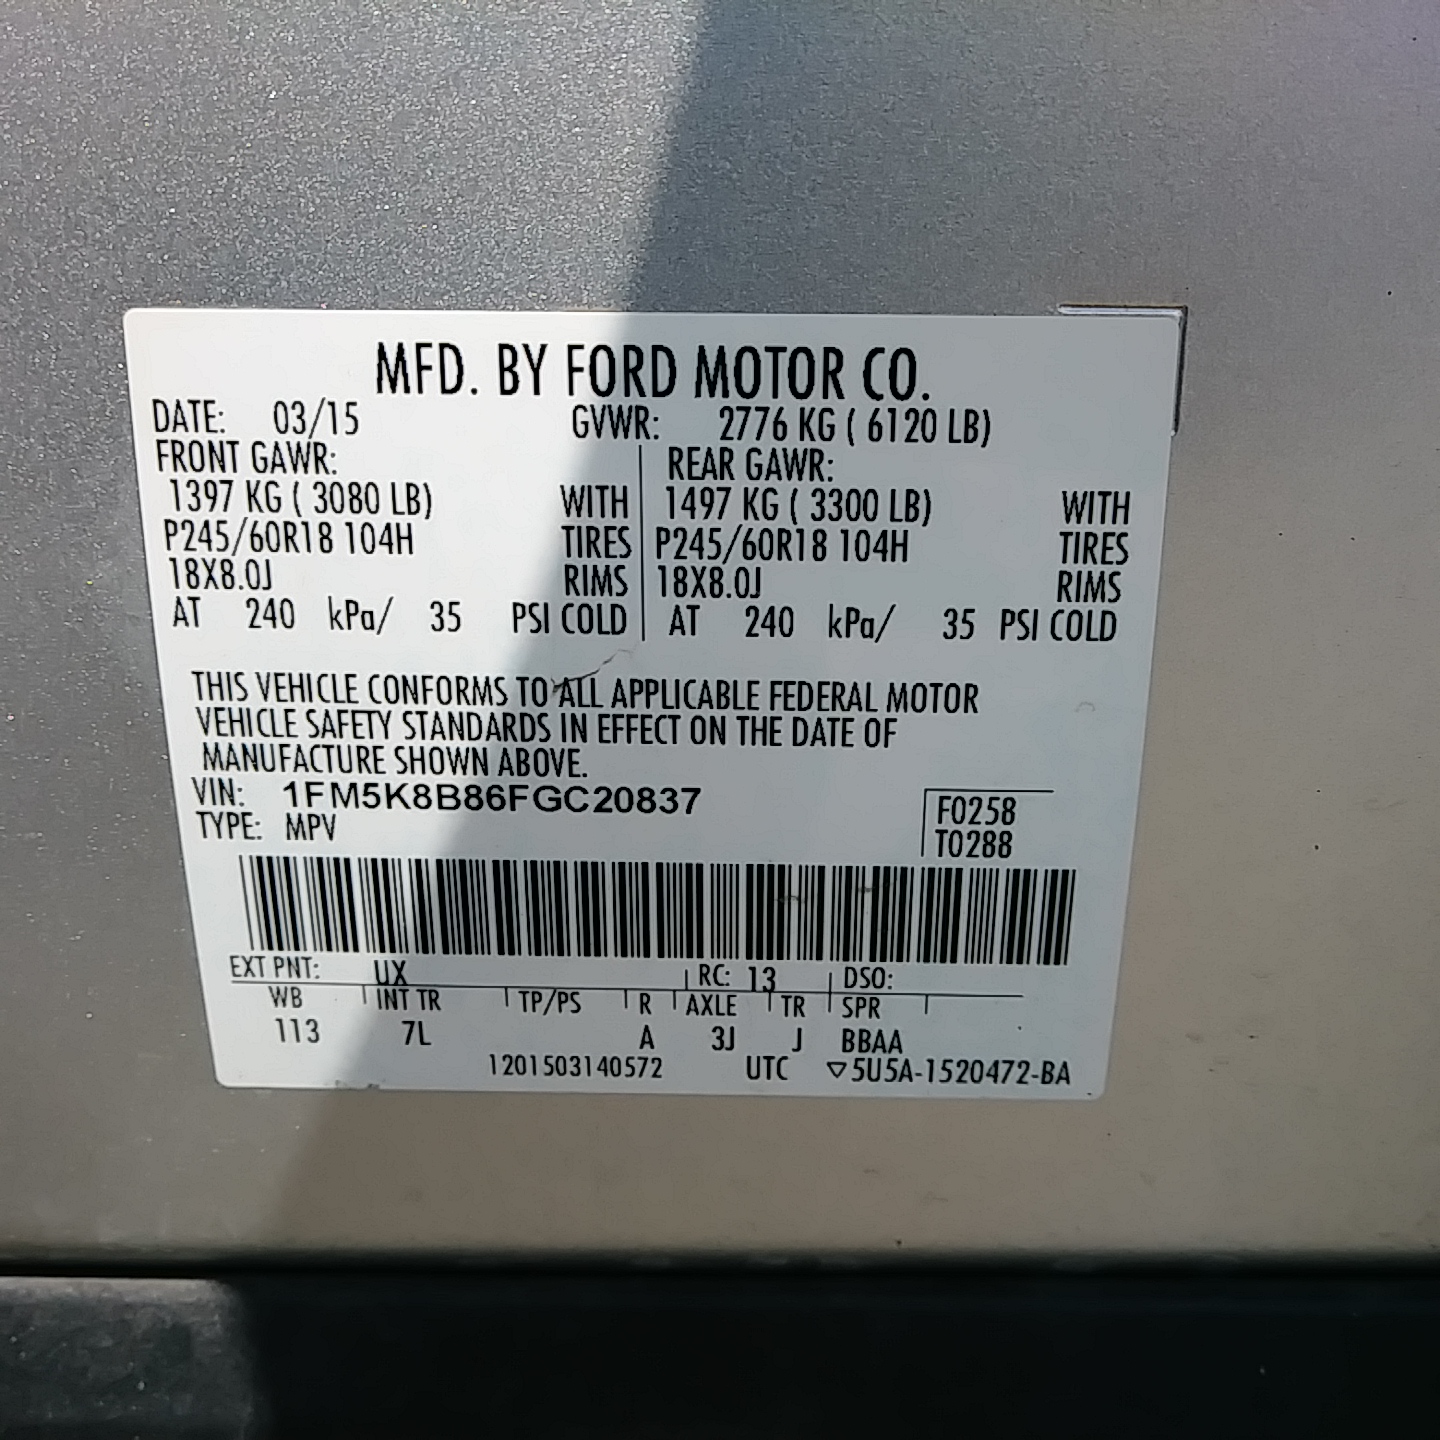 MFD. BY FORD MOTOR CO.
DATE: 03/15 GVWR: 2776 KG ( 6120 LB)
FRONT GAWR: REAR GAWR:
1397 KG ( 3080 LB) WITH 1497 KG ( 3300 LB) WITH
P245/60R18 104H TIRES P245/60R18 104H TIRES
18X8.0J RIMS 18X8.0J RIMS
AT 240 kPa/ 35 PSI COLD AT 240 kPa/ 35 PSI COLD
THIS VEHICLE CONFORMS TO ALL APPLICABLE FEDERAL MOTOR
VEHICLE SAFETY STANDARDS IN EFFECT ON THE DATE OF
MANUFACTURE SHOWN ABOVE.
VIN: 1FM5K8B86FGC20837 F0258
TYPE: MPV T0288
EXT PNT: UX RC: 13 DSO:
WB INT TR TP/PS R AXLE TR SPR
113 7L A 3J J BBAA
1201503140572 UTC ▽5U5A-1520472-BA